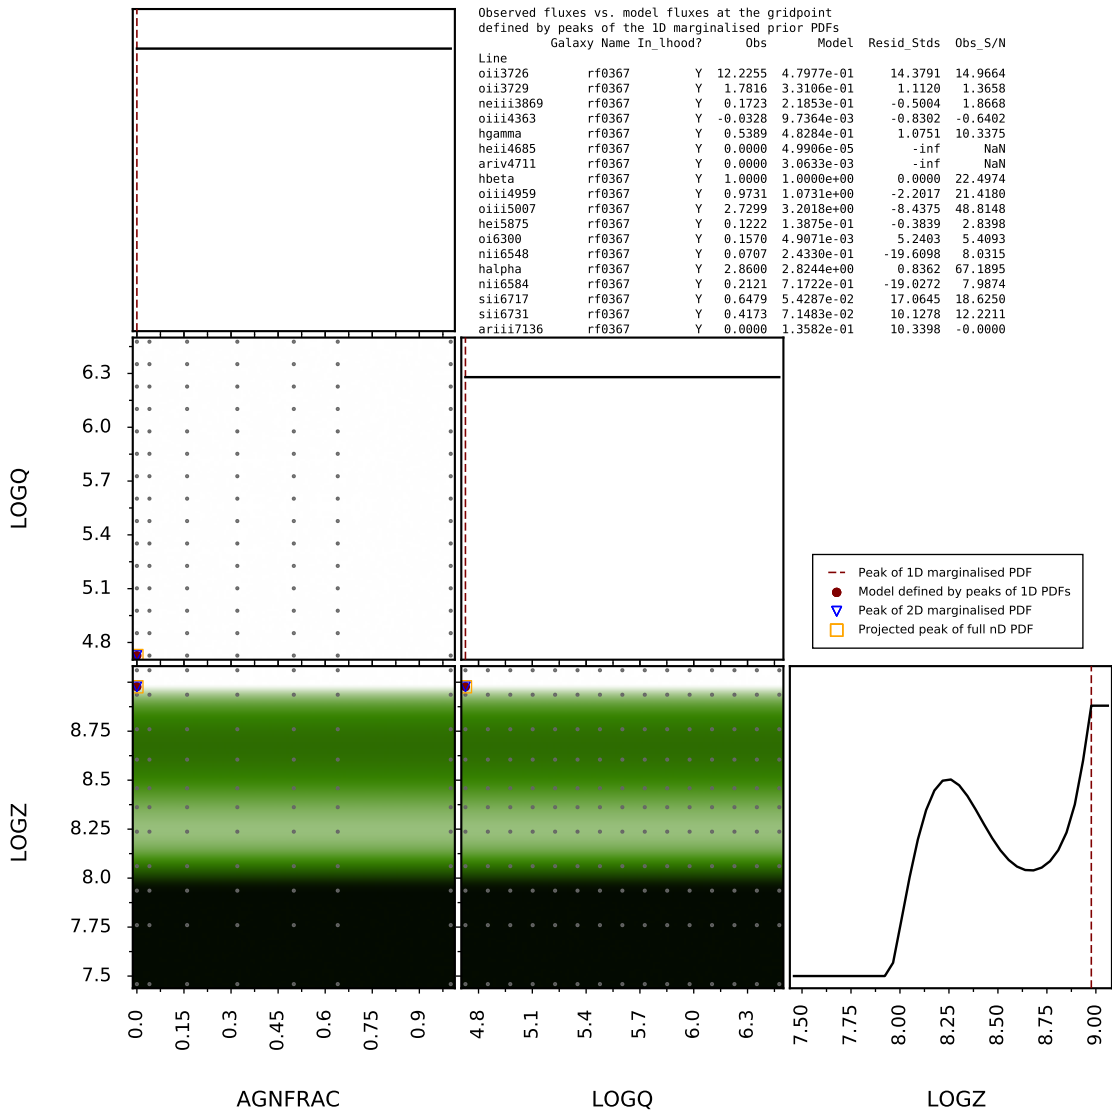 Observed fluxes vs. model fluxes at the gridpoint
defined by peaks of the 1D marginalised prior PDFs
Galaxy Name In_lhood? Obs Model Resid_Stds Obs_S/N
Line
oii3726 rf0367 Y 12.2255 4.7977e-01 14.3791 14.9664
oii3729 rf0367 Y 1.7816 3.3106e-01 1.1120 1.3658
neiii3869 rf0367 Y 0.1723 2.1853e-01 -0.5004 1.8668
oiii4363 rf0367 Y -0.0328 9.7364e-03 -0.8302 -0.6402
hgamma rf0367 Y 0.5389 4.8284e-01 1.0751 10.3375
heii4685 rf0367 Y 0.0000 4.9906e-05 -inf NaN
ariv4711 rf0367 Y 0.0000 3.0633e-03 -inf NaN
hbeta rf0367 Y 1.0000 1.0000e+00 0.0000 22.4974
oiii4959 rf0367 Y 0.9731 1.0731e+00 -2.2017 21.4180
oiii5007 rf0367 Y 2.7299 3.2018e+00 -8.4375 48.8148
hei5875 rf0367 Y 0.1222 1.3875e-01 -0.3839 2.8398
oi6300 rf0367 Y 0.1570 4.9071e-03 5.2403 5.4093
nii6548 rf0367 Y 0.0707 2.4330e-01 -19.6098 8.0315
halpha rf0367 Y 2.8600 2.8244e+00 0.8362 67.1895
nii6584 rf0367 Y 0.2121 7.1722e-01 -19.0272 7.9874
sii6717 rf0367 Y 0.6479 5.4287e-02 17.0645 18.6250
sii6731 rf0367 Y 0.4173 7.1483e-02 10.1278 12.2211
ariii7136 rf0367 Y 0.0000 1.3582e-01 10.3398 -0.0000
LOGQ
6.3
6.0
5.7
5.4
5.1
4.8
Peak of 1D marginalised PDF
Model defined by peaks of 1D PDFs
Peak of 2D marginalised PDF
Projected peak of full nD PDF
LOGZ
8.75
8.5
8.25
8.0
7.75
7.5
0.0 0.15 0.3 0.45 0.6 0.75 0.9
4.8 5.1 5.4 5.7 6.0 6.3
7.50 7.75 8.00 8.25 8.50 8.75 9.00
AGNFRAC LOGQ LOGZ